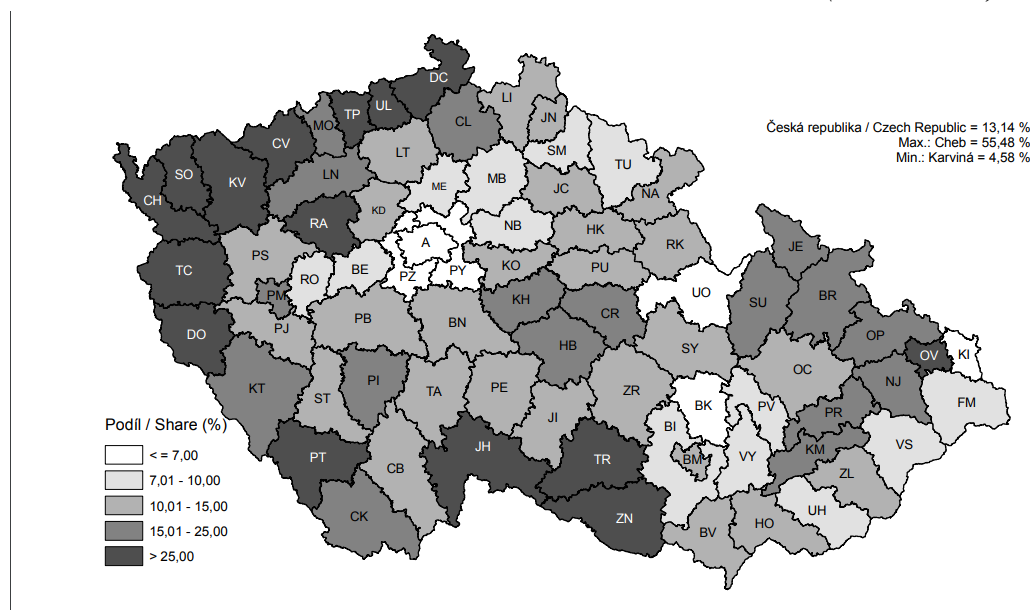 Česká republika / Czech Republic = 13,14 %
Max.: Cheb = 55,48 %
Min.: Karviná = 4,58 %
DC
LI
UL
TP
MO
CL
JN
CV
LT
SM
TU
SO
KV
LN
ME
MB
JC
NA
CH
RA
KD
NB
HK
RK
JE
A
TC
PS
RO
BE
PZ
PY
KO
PU
PM
KH
UO
SU
BR
DO
PJ
PB
BN
CR
OP
HB
SY
OV
KI
KT
PI
OC
NJ
ST
TA
PE
ZR
BK
PV
PR
FM
JI
BI
VS
PT
JH
TR
BM
VY
KM
CB
ZL
CK
ZN
BV
HO
UH
Podíl / Share (%)
< = 7,00
7,01 - 10,00
10,01 - 15,00
15,01 - 25,00
> 25,00